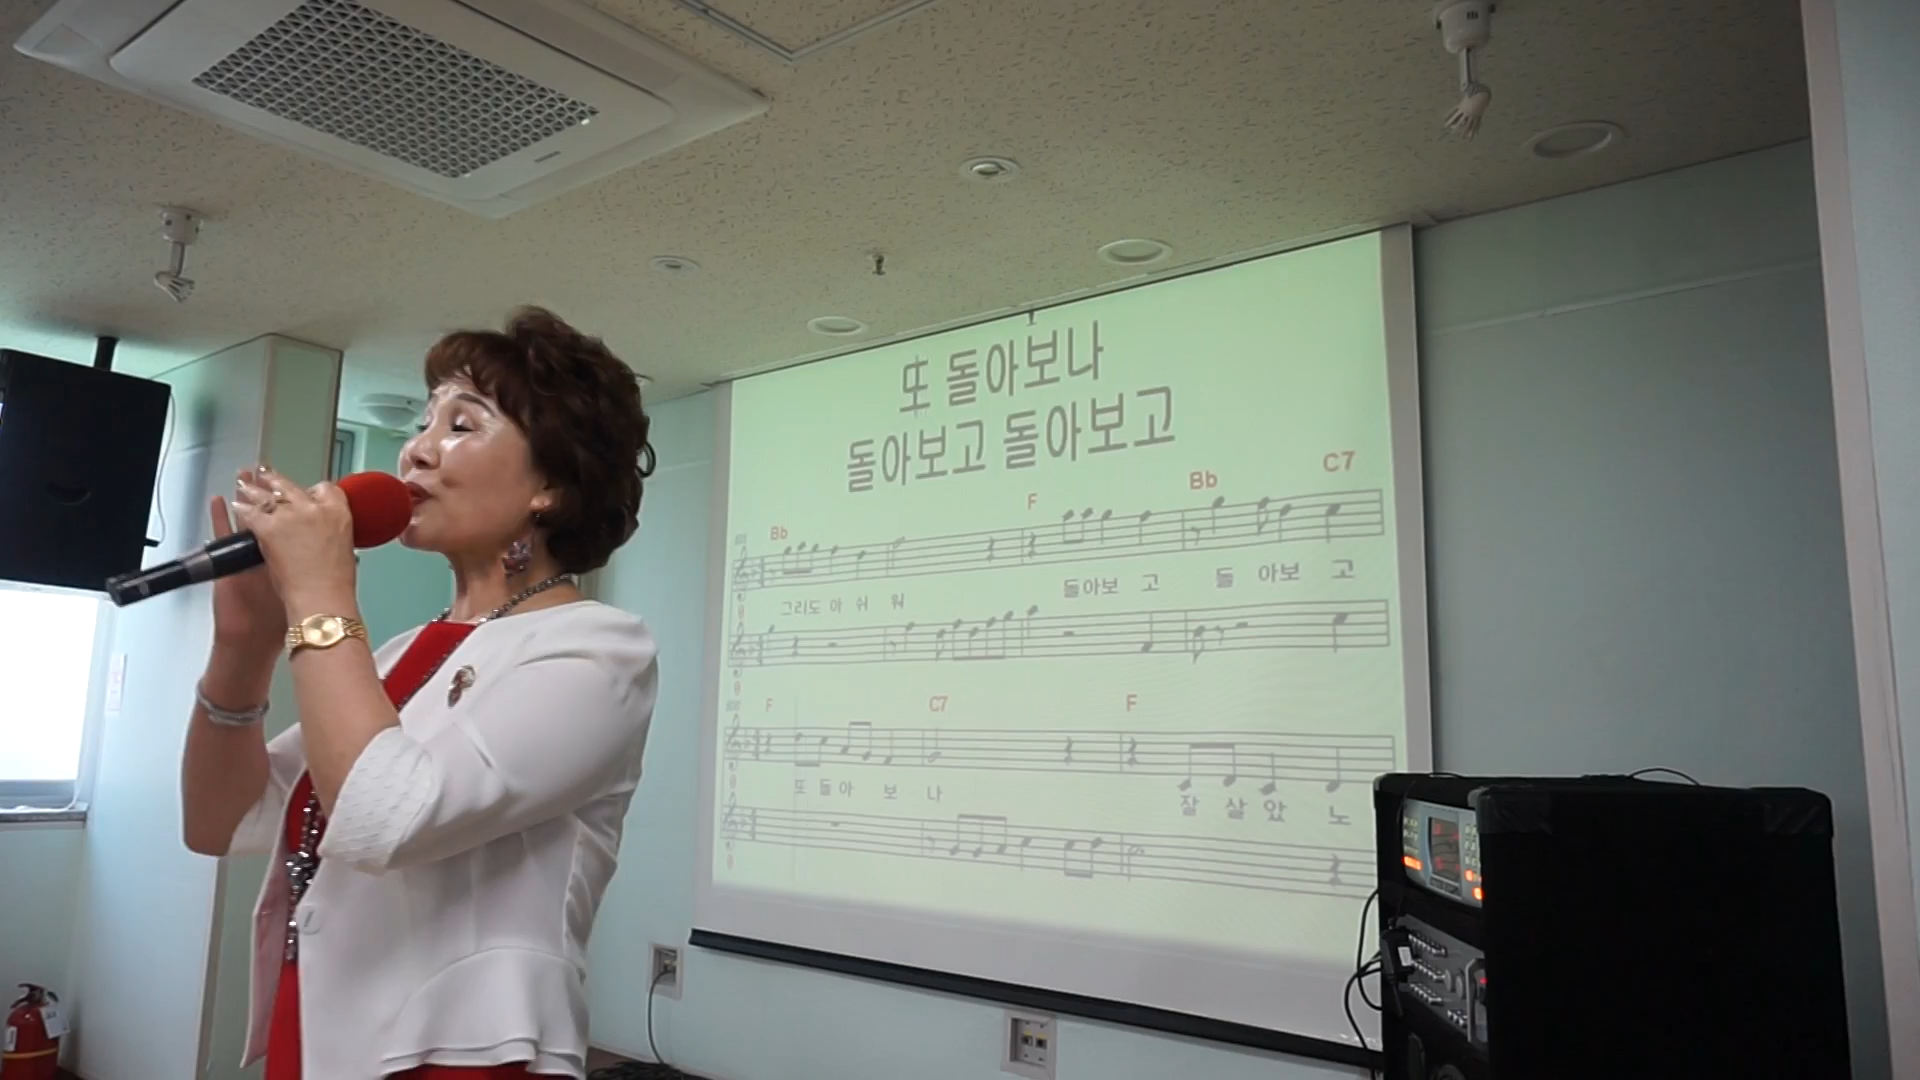 또 돌아보나
돌아보고 돌아보고
Bb F Bb C7
그리도 아 쉬 워 돌아보 고 돌 아보 고
F C7 F
또 돌아 보 나 잘 살 았 노